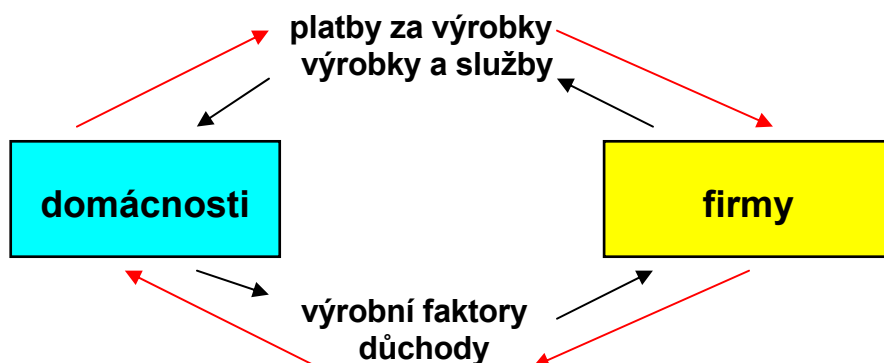 platby za výrobky
výrobky a služby
domácnosti
firmy
výrobní faktory
důchody